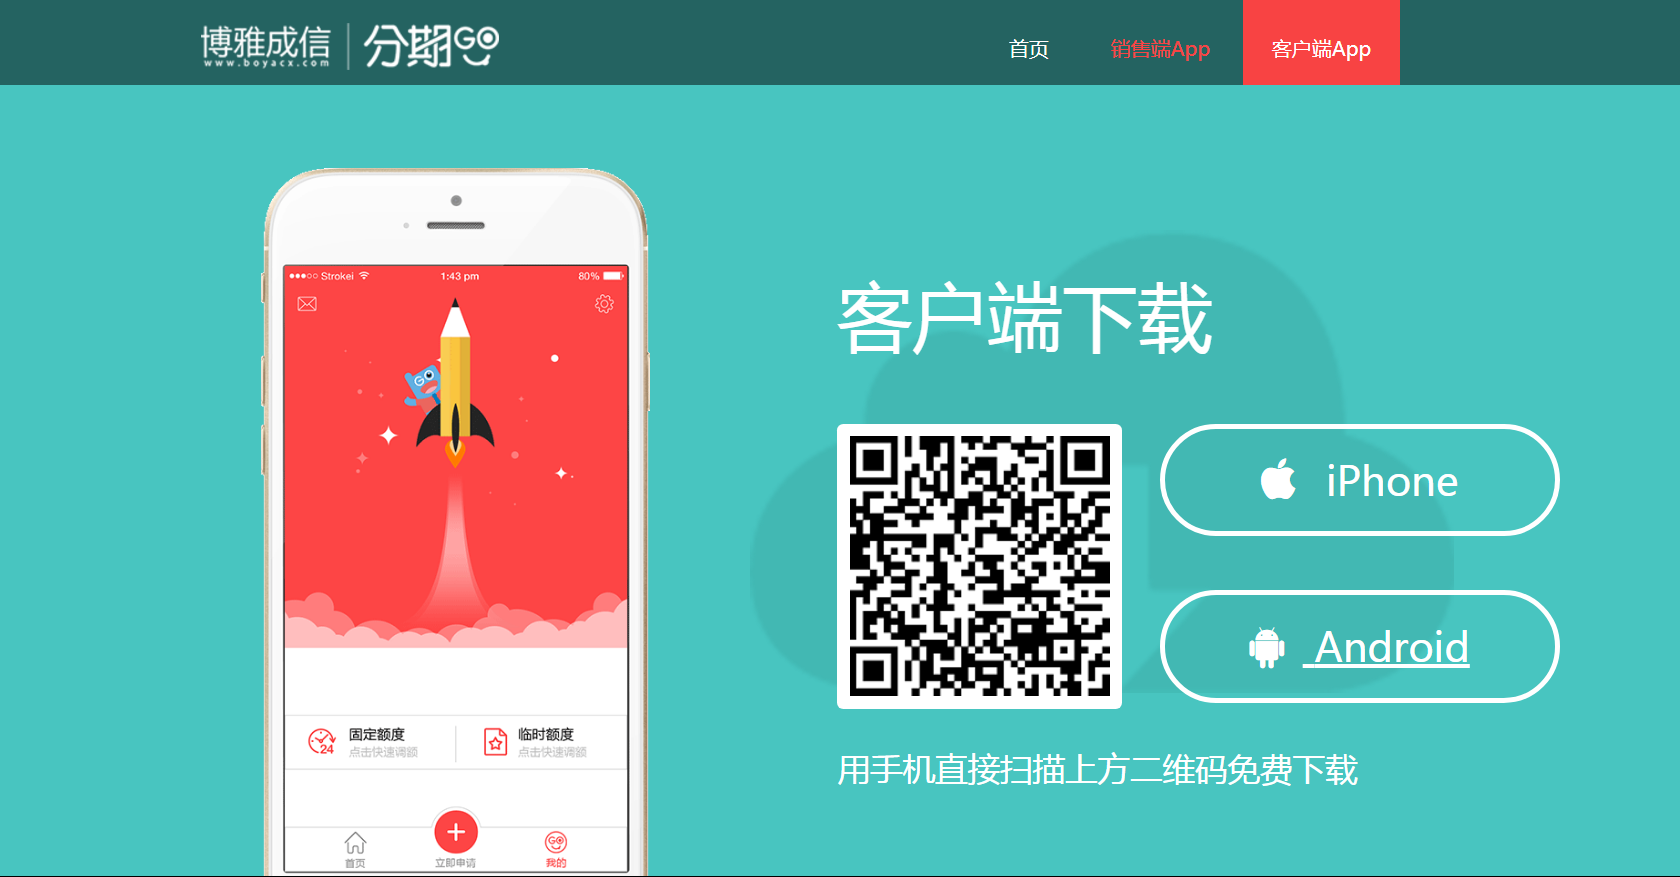 博雅成信
www.boyacx.com
分期GO
首页
销售端App
客户端App
Strokei
1:43 pm
80%
GO
客户端下载
iPhone
Android
用手机直接扫描上方二维码免费下载
24
固定额度
点击快速调额
临时额度
点击快速调额
首页
立即申请
GO
我的